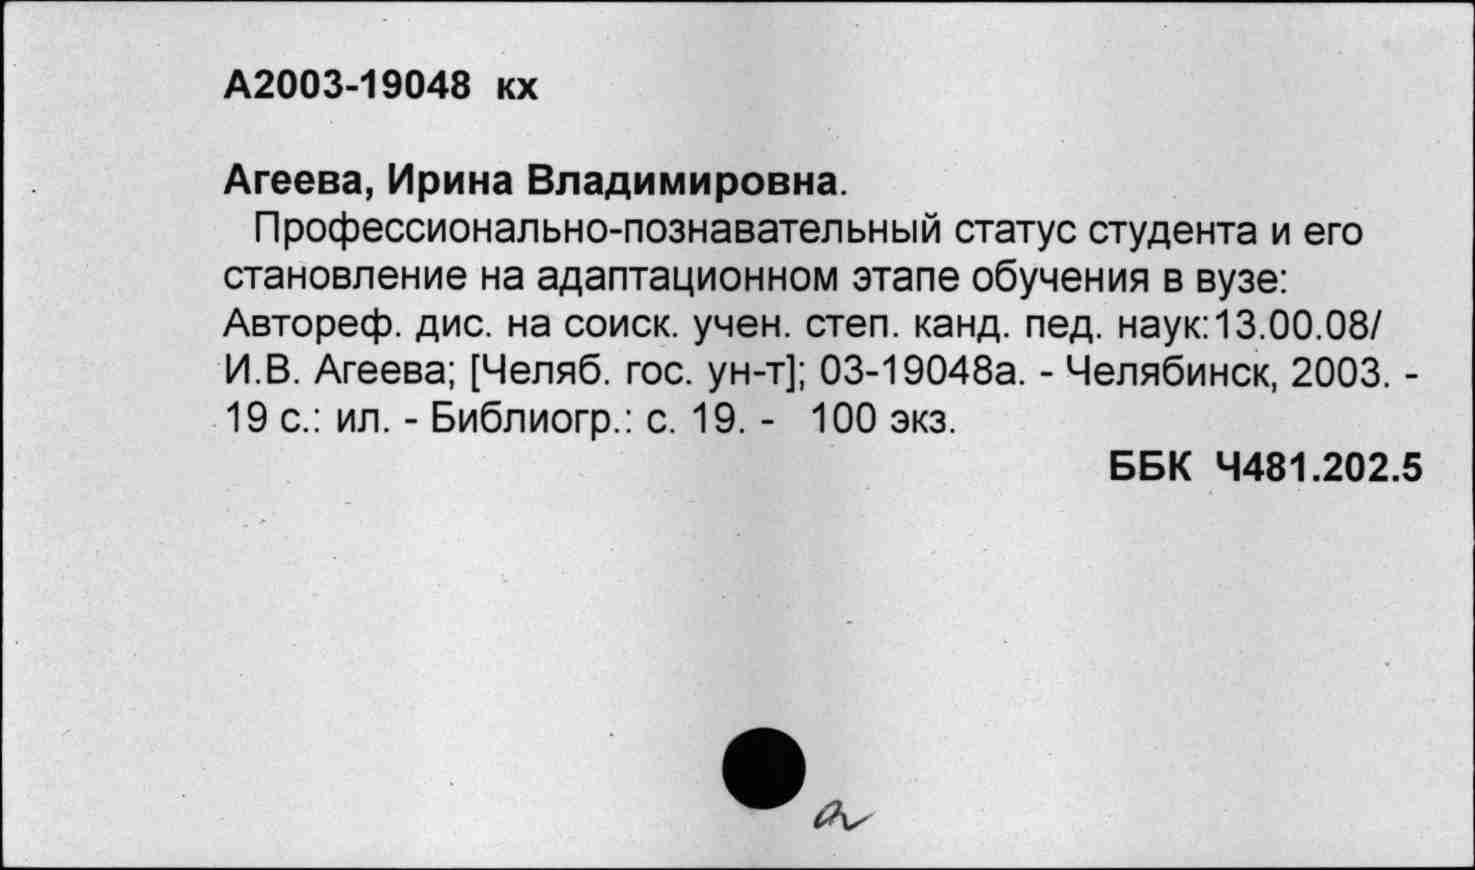 А2003-19048 кх
Агеева, Ирина Владимировна.
Профессионально-познавательный статус студента и его
становление на адаптационном этапе обучения в вузе:
Автореф. дис. на соиск. учен. степ. канд. пед. наук:13.00.08/
И.В. Агеева; [Челяб. гос. ун-т]; 03-19048а. - Челябинск, 2003. -
19 с.: ил. - Библиогр.: с. 19. - 100 экз.
ББК Ч481.202.5